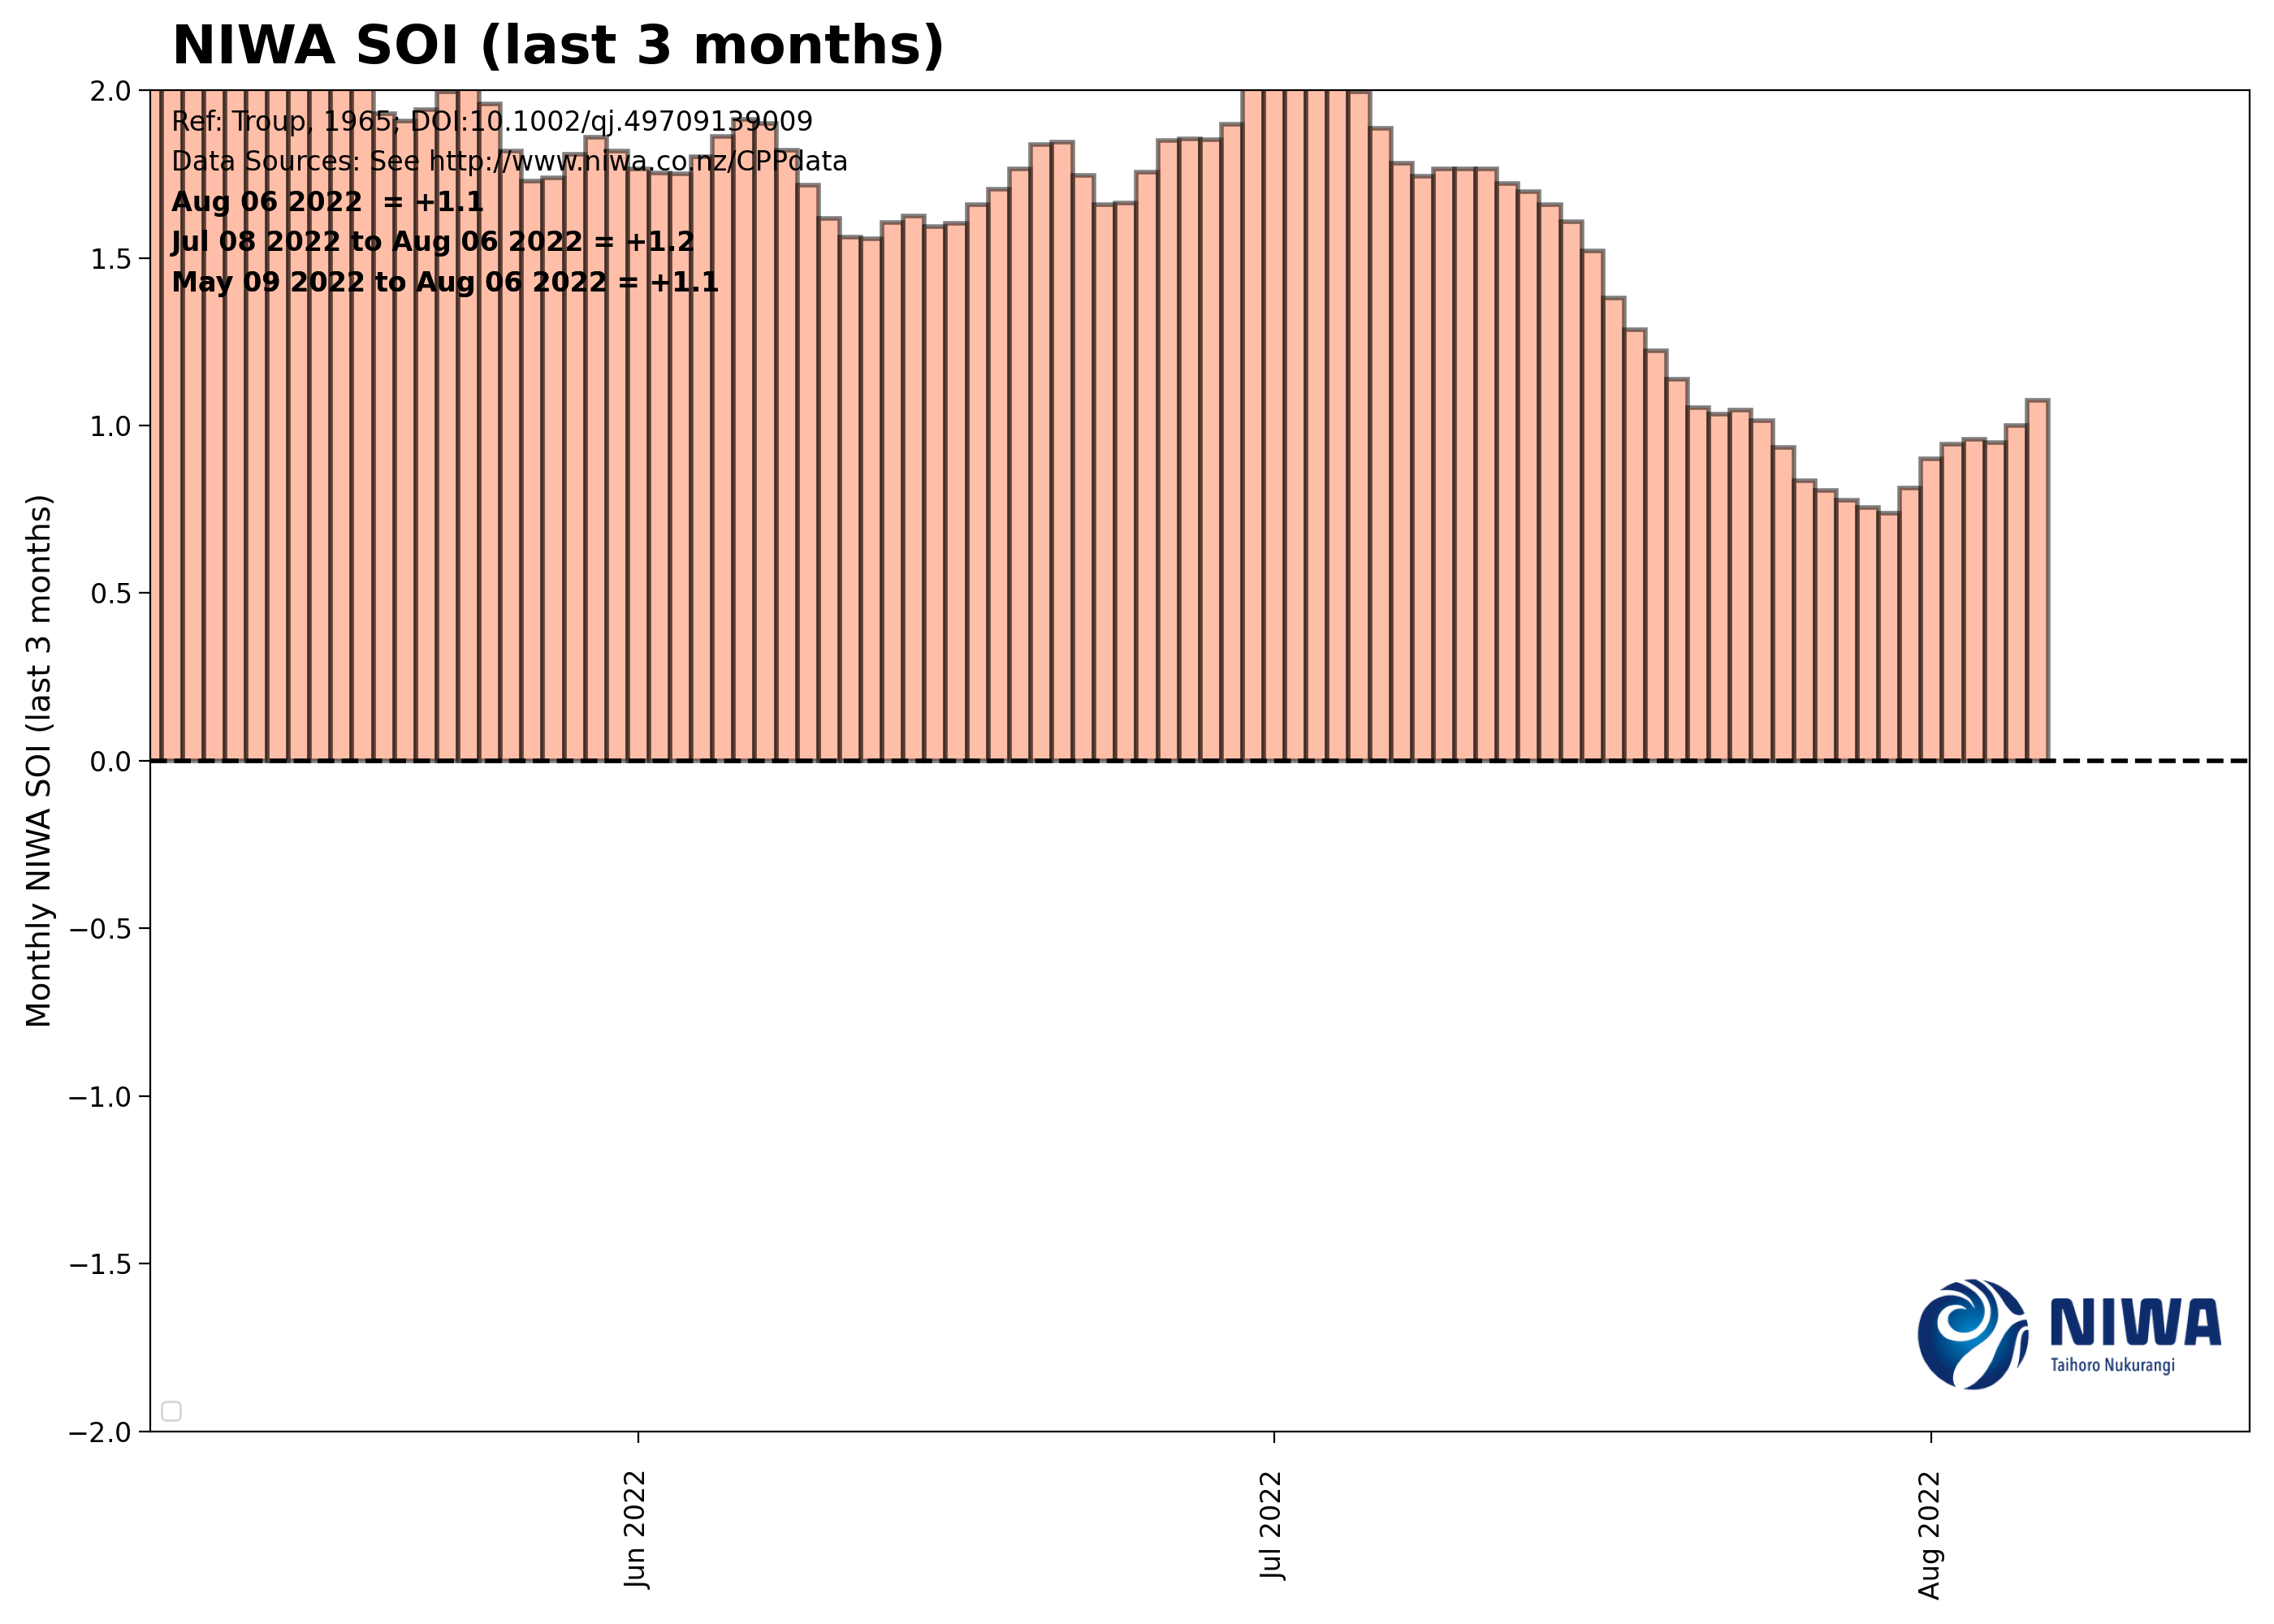 NIWA SOI (last 3 months)
Ref: Troup, 1965; DOI:10.1002/qj.49709139009
Data Sources: See http://www.niwa.co.nz/CPPdata
Aug 06 2022 = +1.1
Jul 08 2022 to Aug 06 2022 = +1.2
May 09 2022 to Aug 06 2022 = +1.1
Monthly NIWA SOI (last 3 months)
2.0
1.5
1.0
0.5
0.0
−0.5
−1.0
−1.5
−2.0
NIWA
Taihoro Nukurangi
Jun 2022
Jul 2022
Aug 2022